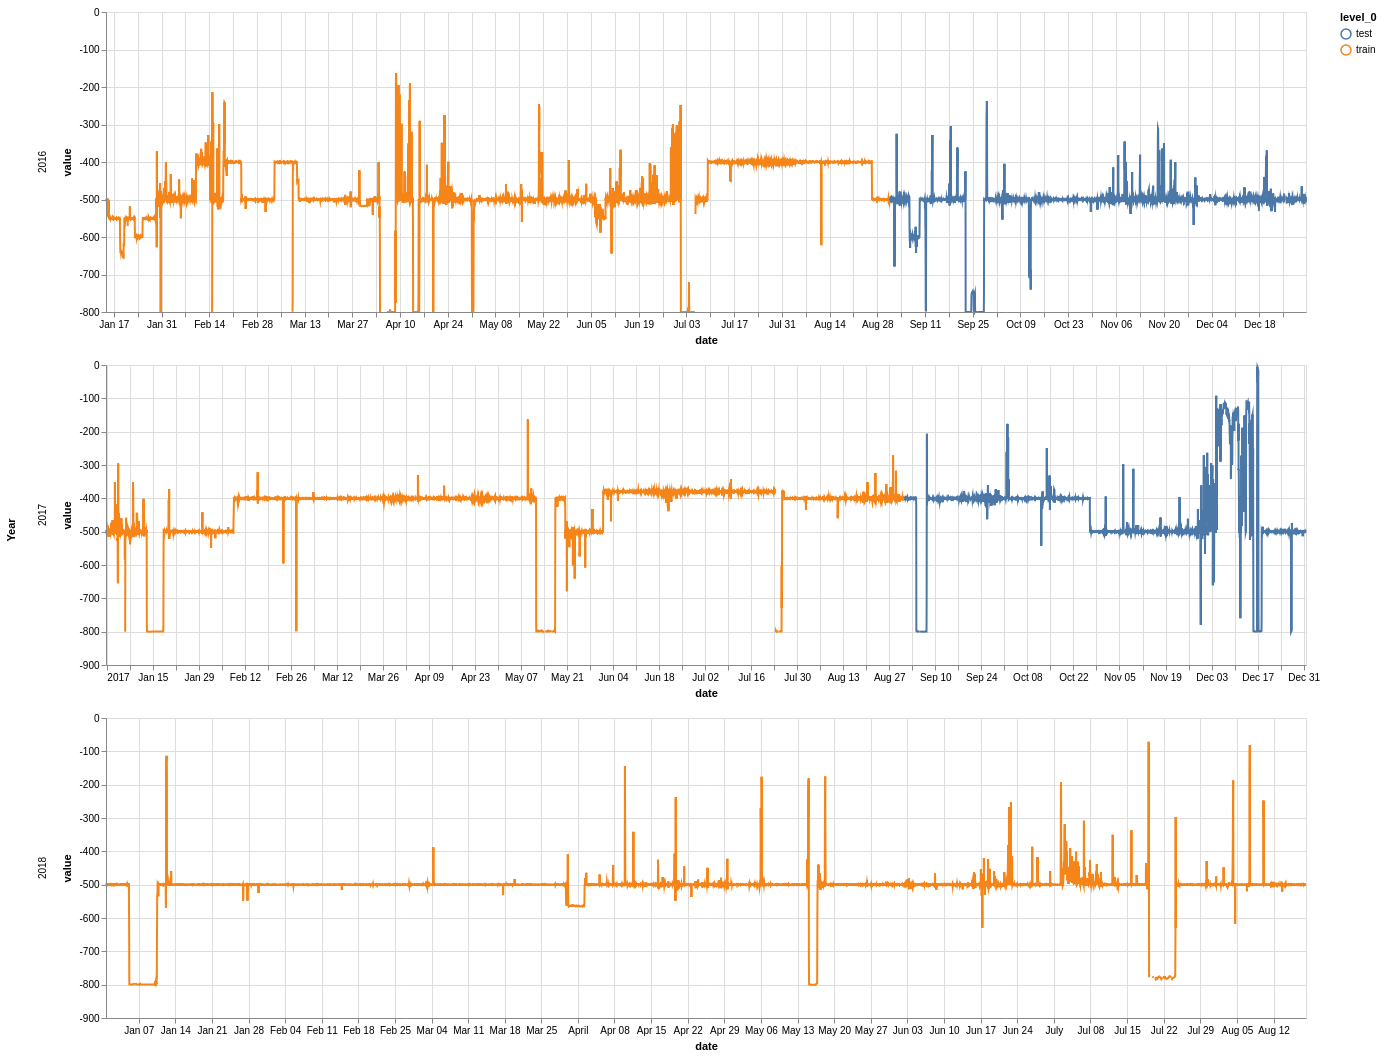 level_0
test
train
Year
2016
value
0
-100
-200
-300
-400
-500
-600
-700
-800
Jan 17 Jan 31 Feb 14 Feb 28 Mar 13 Mar 27 Apr 10 Apr 24 May 08 May 22 Jun 05 Jun 19 Jul 03 Jul 17 Jul 31 Aug 14 Aug 28 Sep 11 Sep 25 Oct 09 Oct 23 Nov 06 Nov 20 Dec 04 Dec 18
date
2017
value
0
-100
-200
-300
-400
-500
-600
-700
-800
-900
2017 Jan 15 Jan 29 Feb 12 Feb 26 Mar 12 Mar 26 Apr 09 Apr 23 May 07 May 21 Jun 04 Jun 18 Jul 02 Jul 16 Jul 30 Aug 13 Aug 27 Sep 10 Sep 24 Oct 08 Oct 22 Nov 05 Nov 19 Dec 03 Dec 17 Dec 31
date
2018
value
0
-100
-200
-300
-400
-500
-600
-700
-800
-900
Jan 07 Jan 14 Jan 21 Jan 28 Feb 04 Feb 11 Feb 18 Feb 25 Mar 04 Mar 11 Mar 18 Mar 25 April Apr 08 Apr 15 Apr 22 Apr 29 May 06 May 13 May 20 May 27 Jun 03 Jun 10 Jun 17 Jun 24 July Jul 08 Jul 15 Jul 22 Jul 29 Aug 05 Aug 12
date